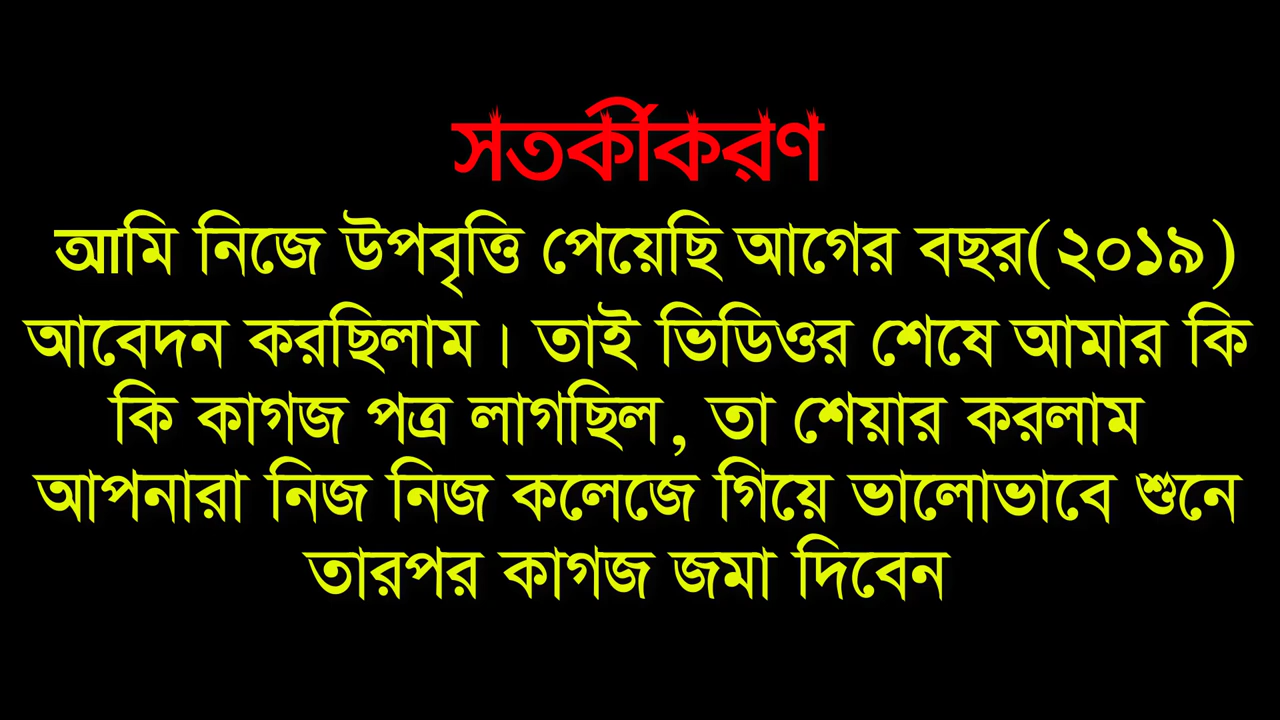 সতর্কীকরণ
আমি নিজে উপবৃত্তি পেয়েছি আগের বছর(২০১৯)
আবেদন করছিলাম। তাই ভিডিওর শেষে আমার কি
কি কাগজ পত্র লাগছিল, তা শেয়ার করলাম
আপনারা নিজ নিজ কলেজে গিয়ে ভালোভাবে শুনে
তারপর কাগজ জমা দিবেন